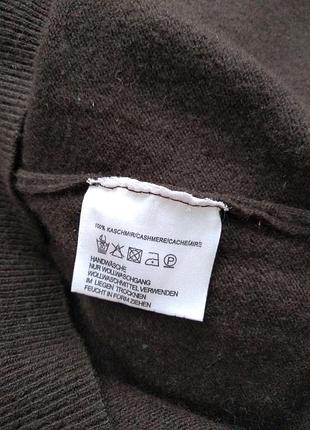 100% KASCHMIR/CASHMERE/CACHEMIRE
P
HANDWÄSCHE
NUR WOLLWASCHGANG
WOLLWASCHMITTEL VERWENDEN
IM LIEGEN TROCKNEN
FEUCHT IN FORM ZIEHEN